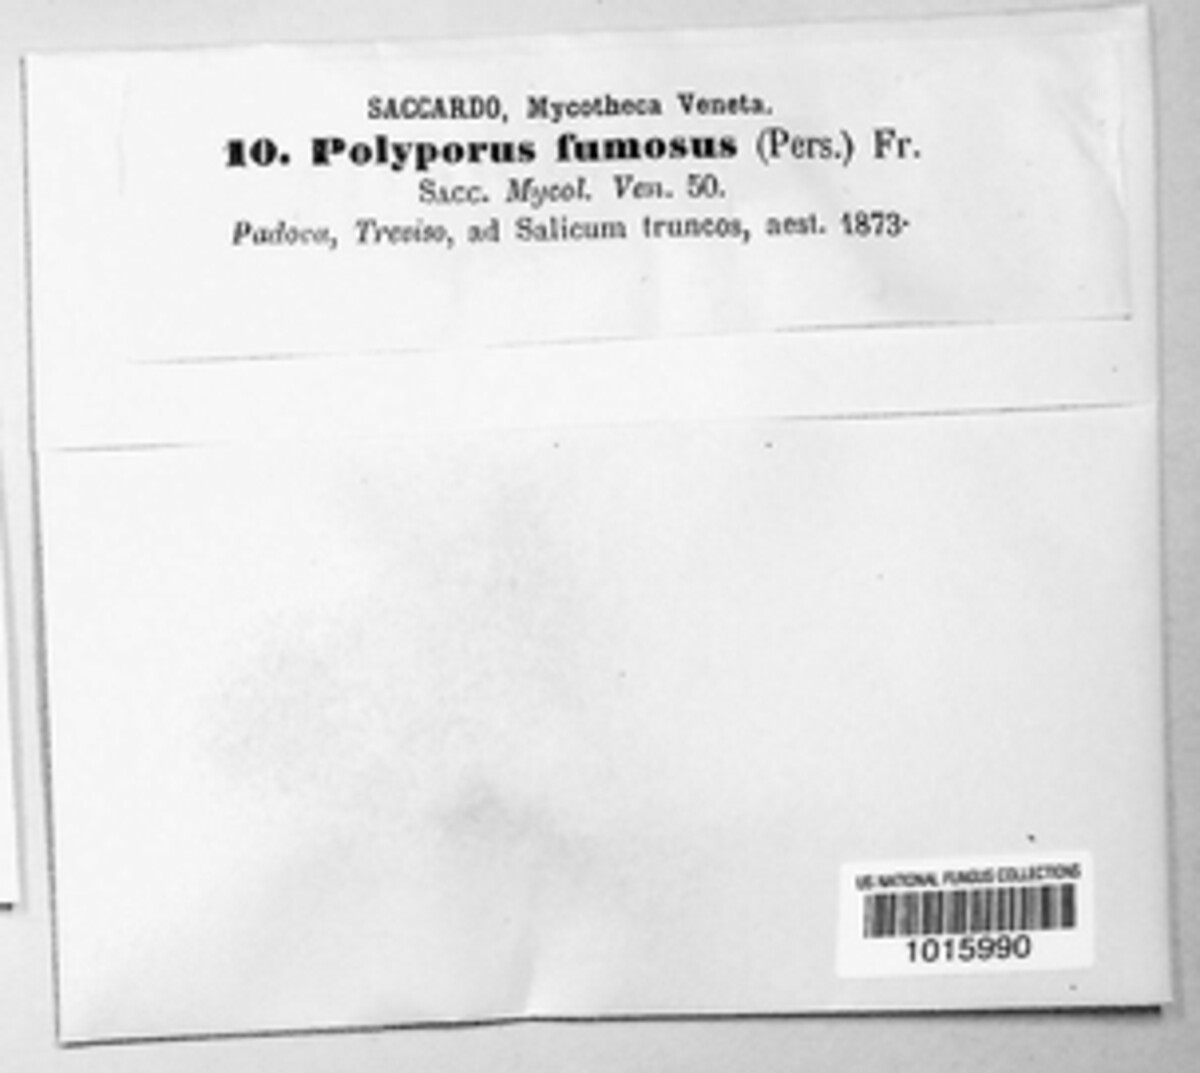 SACCARDO, Mycotheca Veneta.
10. Polyporus fumosus (Pers.) Fr.
SACC. Mycol. Ven. 50.
Padova, Treviso, ad Salicum truncos, aest. 1873.
US NATIONAL FUNGUS COLLECTIONS
1015990